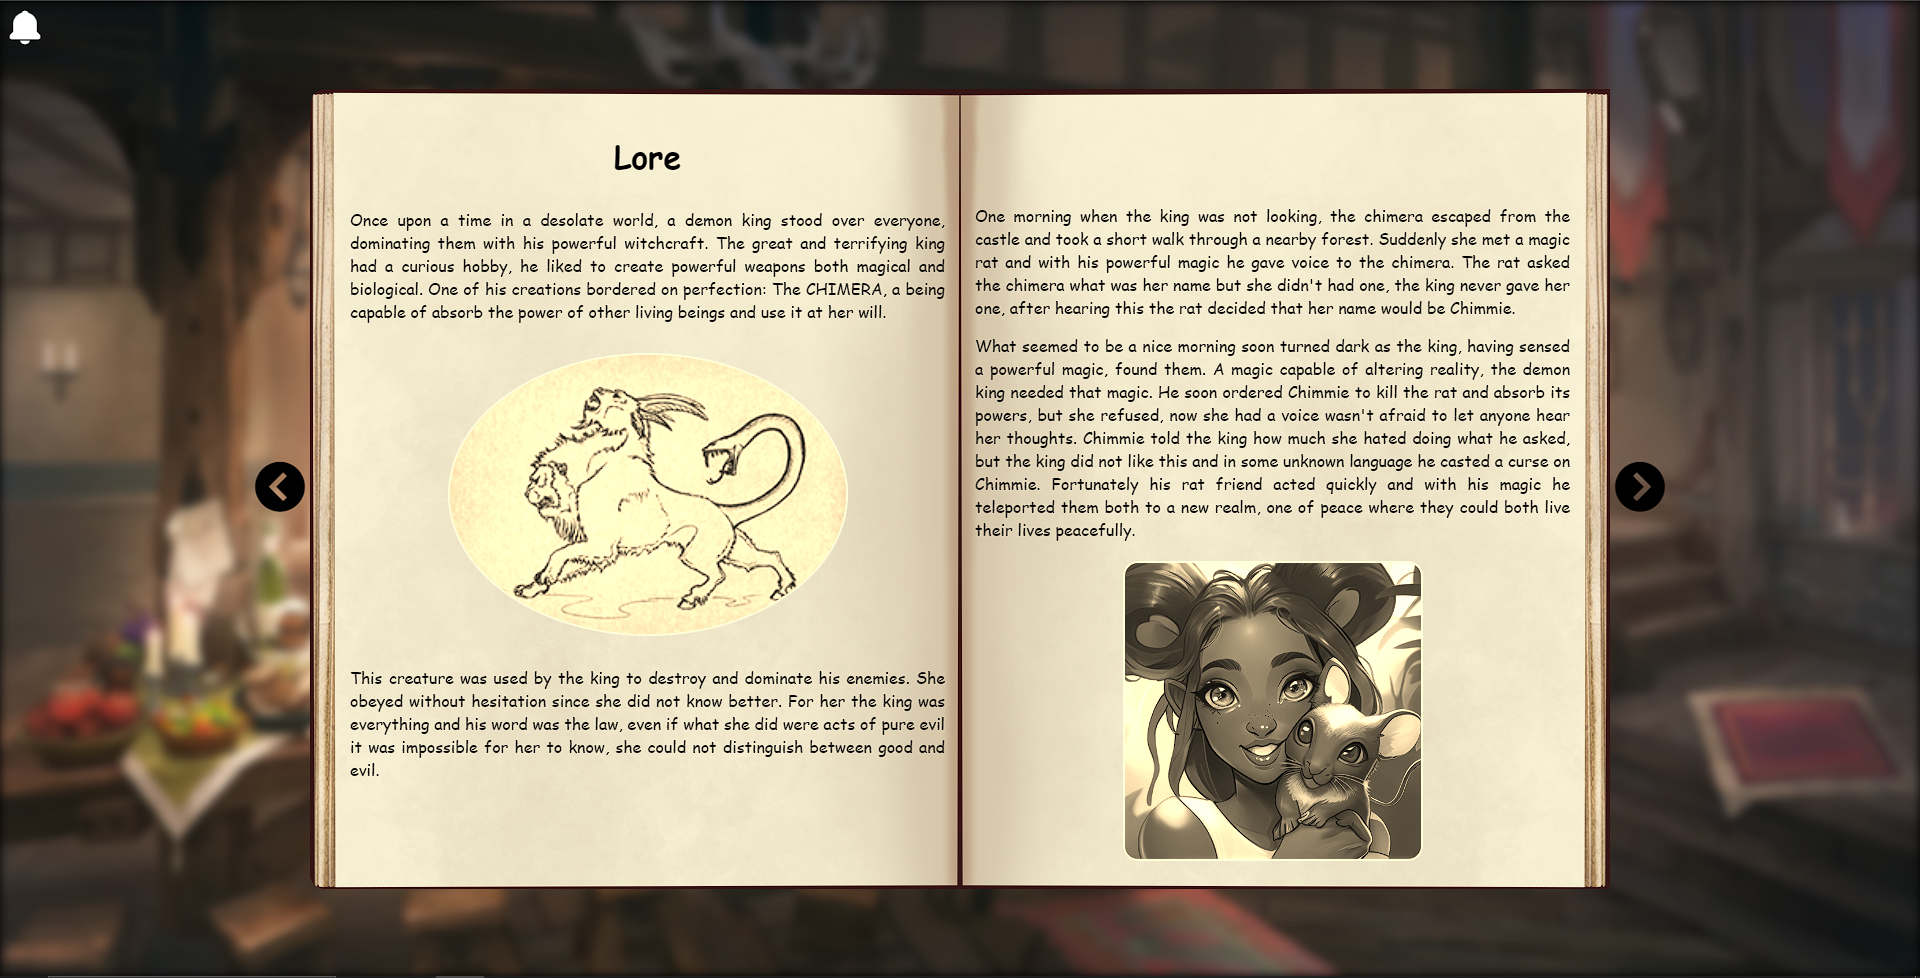 Lore
Once upon a time in a desolate world, a demon king stood over everyone,
dominating them with his powerful witchcraft. The great and terrifying king
had a curious hobby, he liked to create powerful weapons both magical and
biological. One of his creations bordered on perfection: The CHIMERA, a being
capable of absorb the power of other living beings and use it at her will.
This creature was used by the king to destroy and dominate his enemies. She
obeyed without hesitation since she did not know better. For her the king was
everything and his word was the law, even if what she did were acts of pure evil
it was impossible for her to know, she could not distinguish between good and
evil.
One morning when the king was not looking, the chimera escaped from the
castle and took a short walk through a nearby forest. Suddenly she met a magic
rat and with his powerful magic he gave voice to the chimera. The rat asked
the chimera what was her name but she didn't had one, the king never gave her
one, after hearing this the rat decided that her name would be Chimmie.
What seemed to be a nice morning soon turned dark as the king, having sensed
a powerful magic, found them. A magic capable of altering reality, the demon
king needed that magic. He soon ordered Chimmie to kill the rat and absorb its
powers, but she refused, now she had a voice wasn't afraid to let anyone hear
her thoughts. Chimmie told the king how much she hated doing what he asked,
but the king did not like this and in some unknown language he casted a curse on
Chimmie. Fortunately his rat friend acted quickly and with his magic he
teleported them both to a new realm, one of peace where they could both live
their lives peacefully.